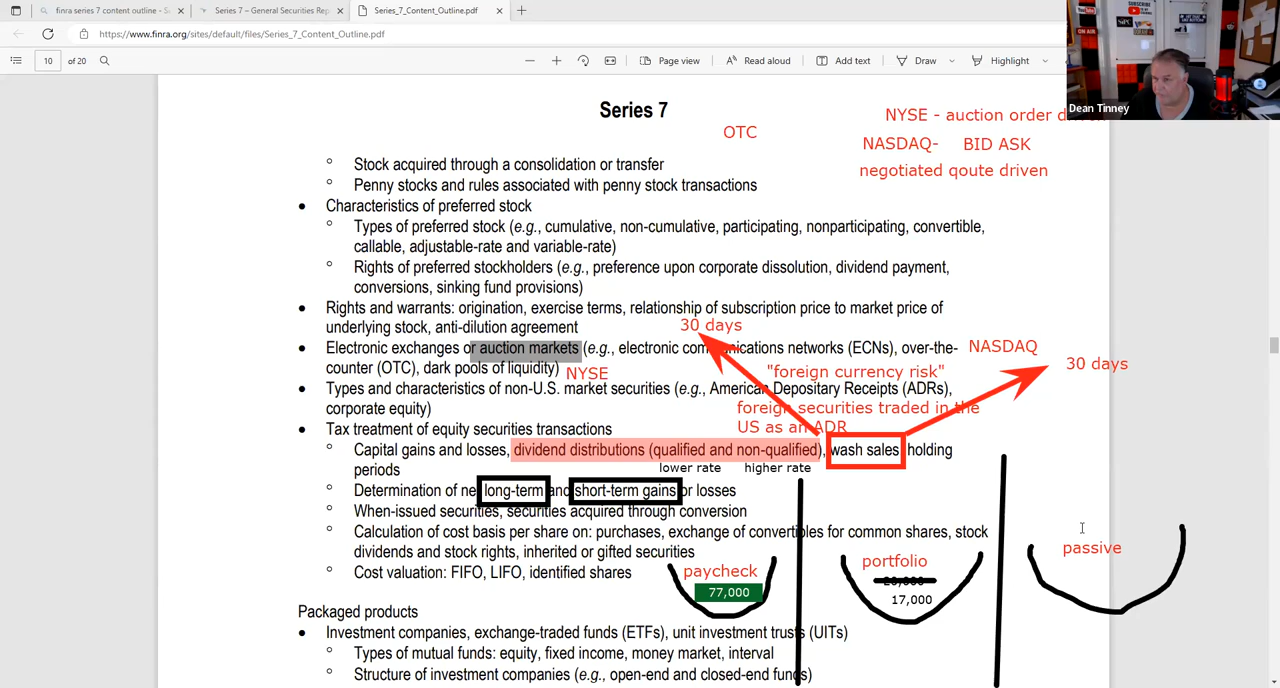 finra series 7 content outline - S
Series 7 – General Securities Rep
Series_7_Content_Outline.pdf
https://www.finra.org/sites/default/files/Series_7_Content_Outline.pdf
10 of 20
Page view
Read aloud
Add text
Draw
Highlight
Dean Tinney
Series 7
OTC
NYSE - auction order
NASDAQ- BID ASK
negotiated qoute driven
Stock acquired through a consolidation or transfer
Penny stocks and rules associated with penny stock transactions
Characteristics of preferred stock
Types of preferred stock (e.g., cumulative, non-cumulative, participating, nonparticipating, convertible,
callable, adjustable-rate and variable-rate)
Rights of preferred stockholders (e.g., preference upon corporate dissolution, dividend payment,
conversions, sinking fund provisions)
Rights and warrants: origination, exercise terms, relationship of subscription price to market price of
underlying stock, anti-dilution agreement
30 days
Electronic exchanges or auction markets (e.g., electronic communications networks (ECNs), over-the-
NASDAQ
counter (OTC), dark pools of liquidity)
NYSE
"foreign currency risk"
30 days
Types and characteristics of non-U.S. market securities (e.g., American Depositary Receipts (ADRs),
corporate equity)
foreign securities traded in the
US as an ADR
Tax treatment of equity securities transactions
Capital gains and losses, dividend distributions (qualified and non-qualified), wash sales, holding
periods
lower rate higher rate
Determination of net long-term and short-term gains or losses
When-issued securities, securities acquired through conversion
Calculation of cost basis per share on: purchases, exchange of convertibles for common shares, stock
dividends and stock rights, inherited or gifted securities
Cost valuation: FIFO, LIFO, identified shares
paycheck
77,000
portfolio
20,000
17,000
passive
Packaged products
Investment companies, exchange-traded funds (ETFs), unit investment trusts (UITs)
Types of mutual funds: equity, fixed income, money market, interval
Structure of investment companies (e.g., open-end and closed-end funds)